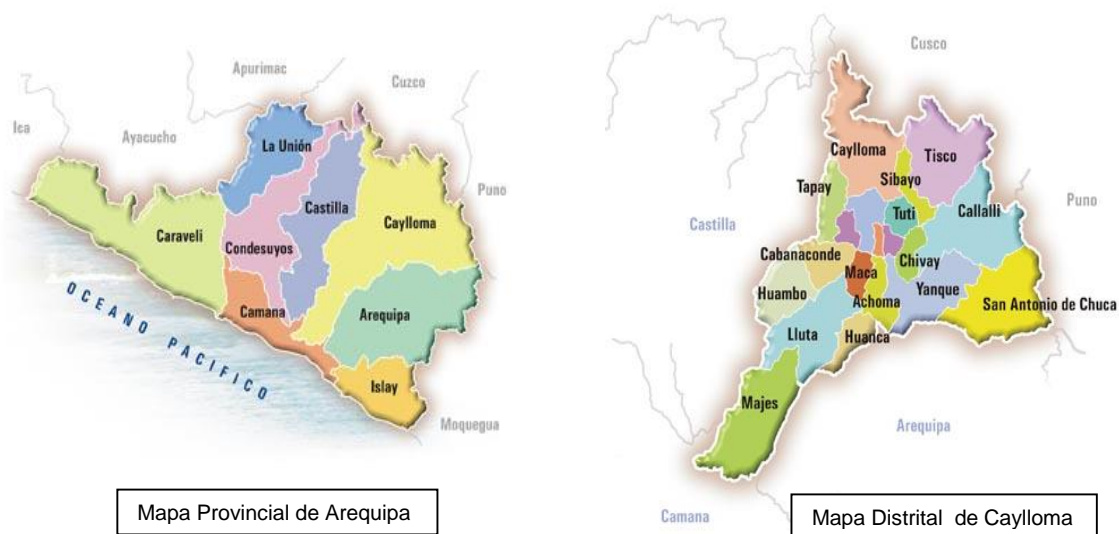 Apurimac
Cuzco
Ica
Ayacucho
La Unión
Puno
Castilla
Caraveli
Caylloma
Condesuyos
Camana
Arequipa
OCEANO PACIFICO
Islay
Moquegua
Mapa Provincial de Arequipa
Cusco
Caylloma
Tisco
Sibayo
Tapay
Puno
Tuti
Callalli
Castilla
Cabanaconde
Chivay
Maca
Yanque
Huambo
Achoma
San Antonio de Chuca
Lluta
Huanca
Majes
Arequipa
Camana
Mapa Distrital de Caylloma